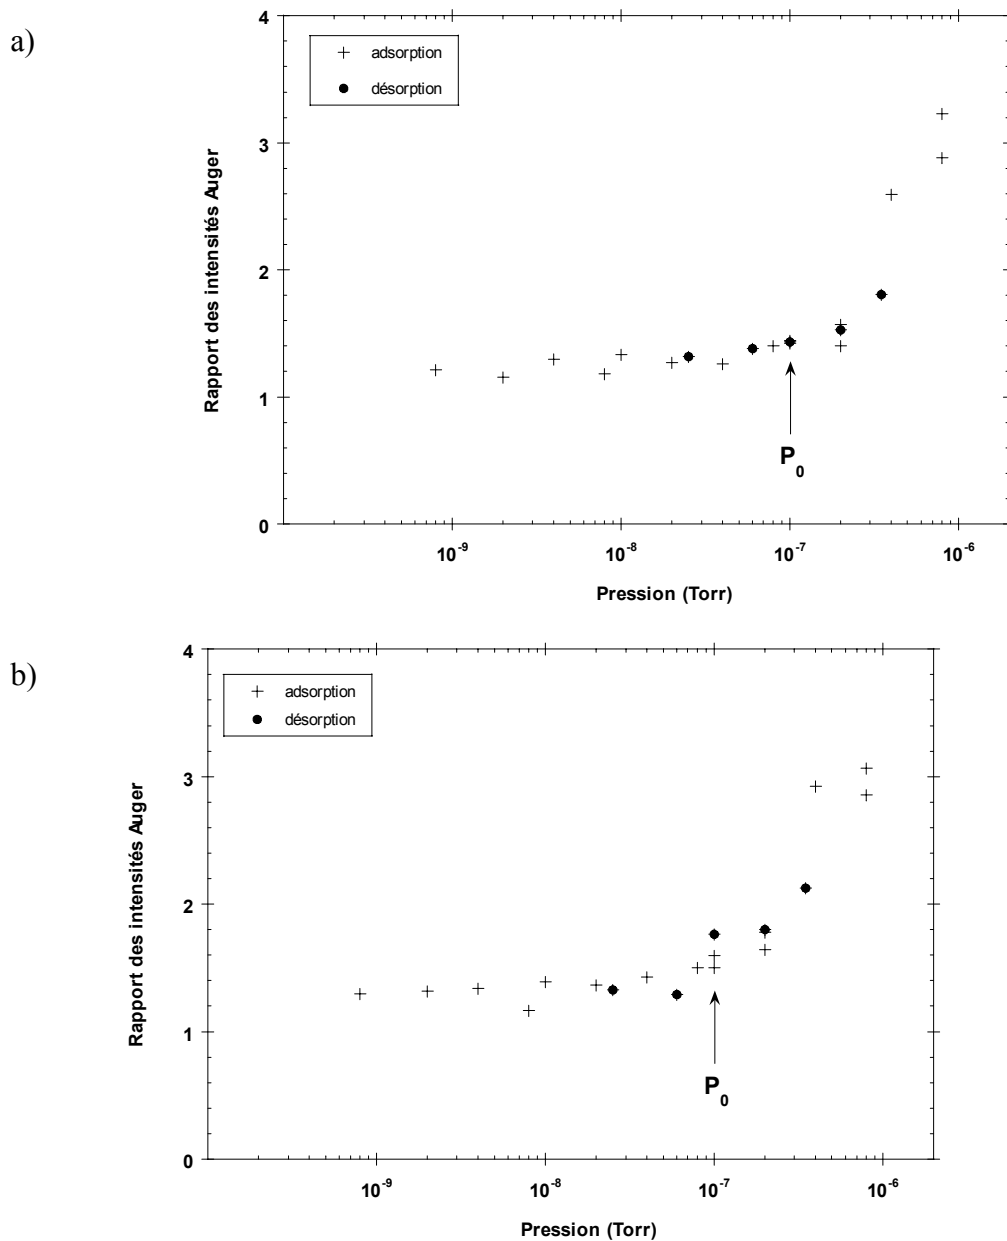 a)
4
3
2
1
0
adsorption
désorption
Rapport des intensités Auger
P₀
10⁻⁹ 10⁻⁸ 10⁻⁷ 10⁻⁶
Pression (Torr)
b)
4
3
2
1
0
adsorption
désorption
Rapport des intensités Auger
P₀
10⁻⁹ 10⁻⁸ 10⁻⁷ 10⁻⁶
Pression (Torr)